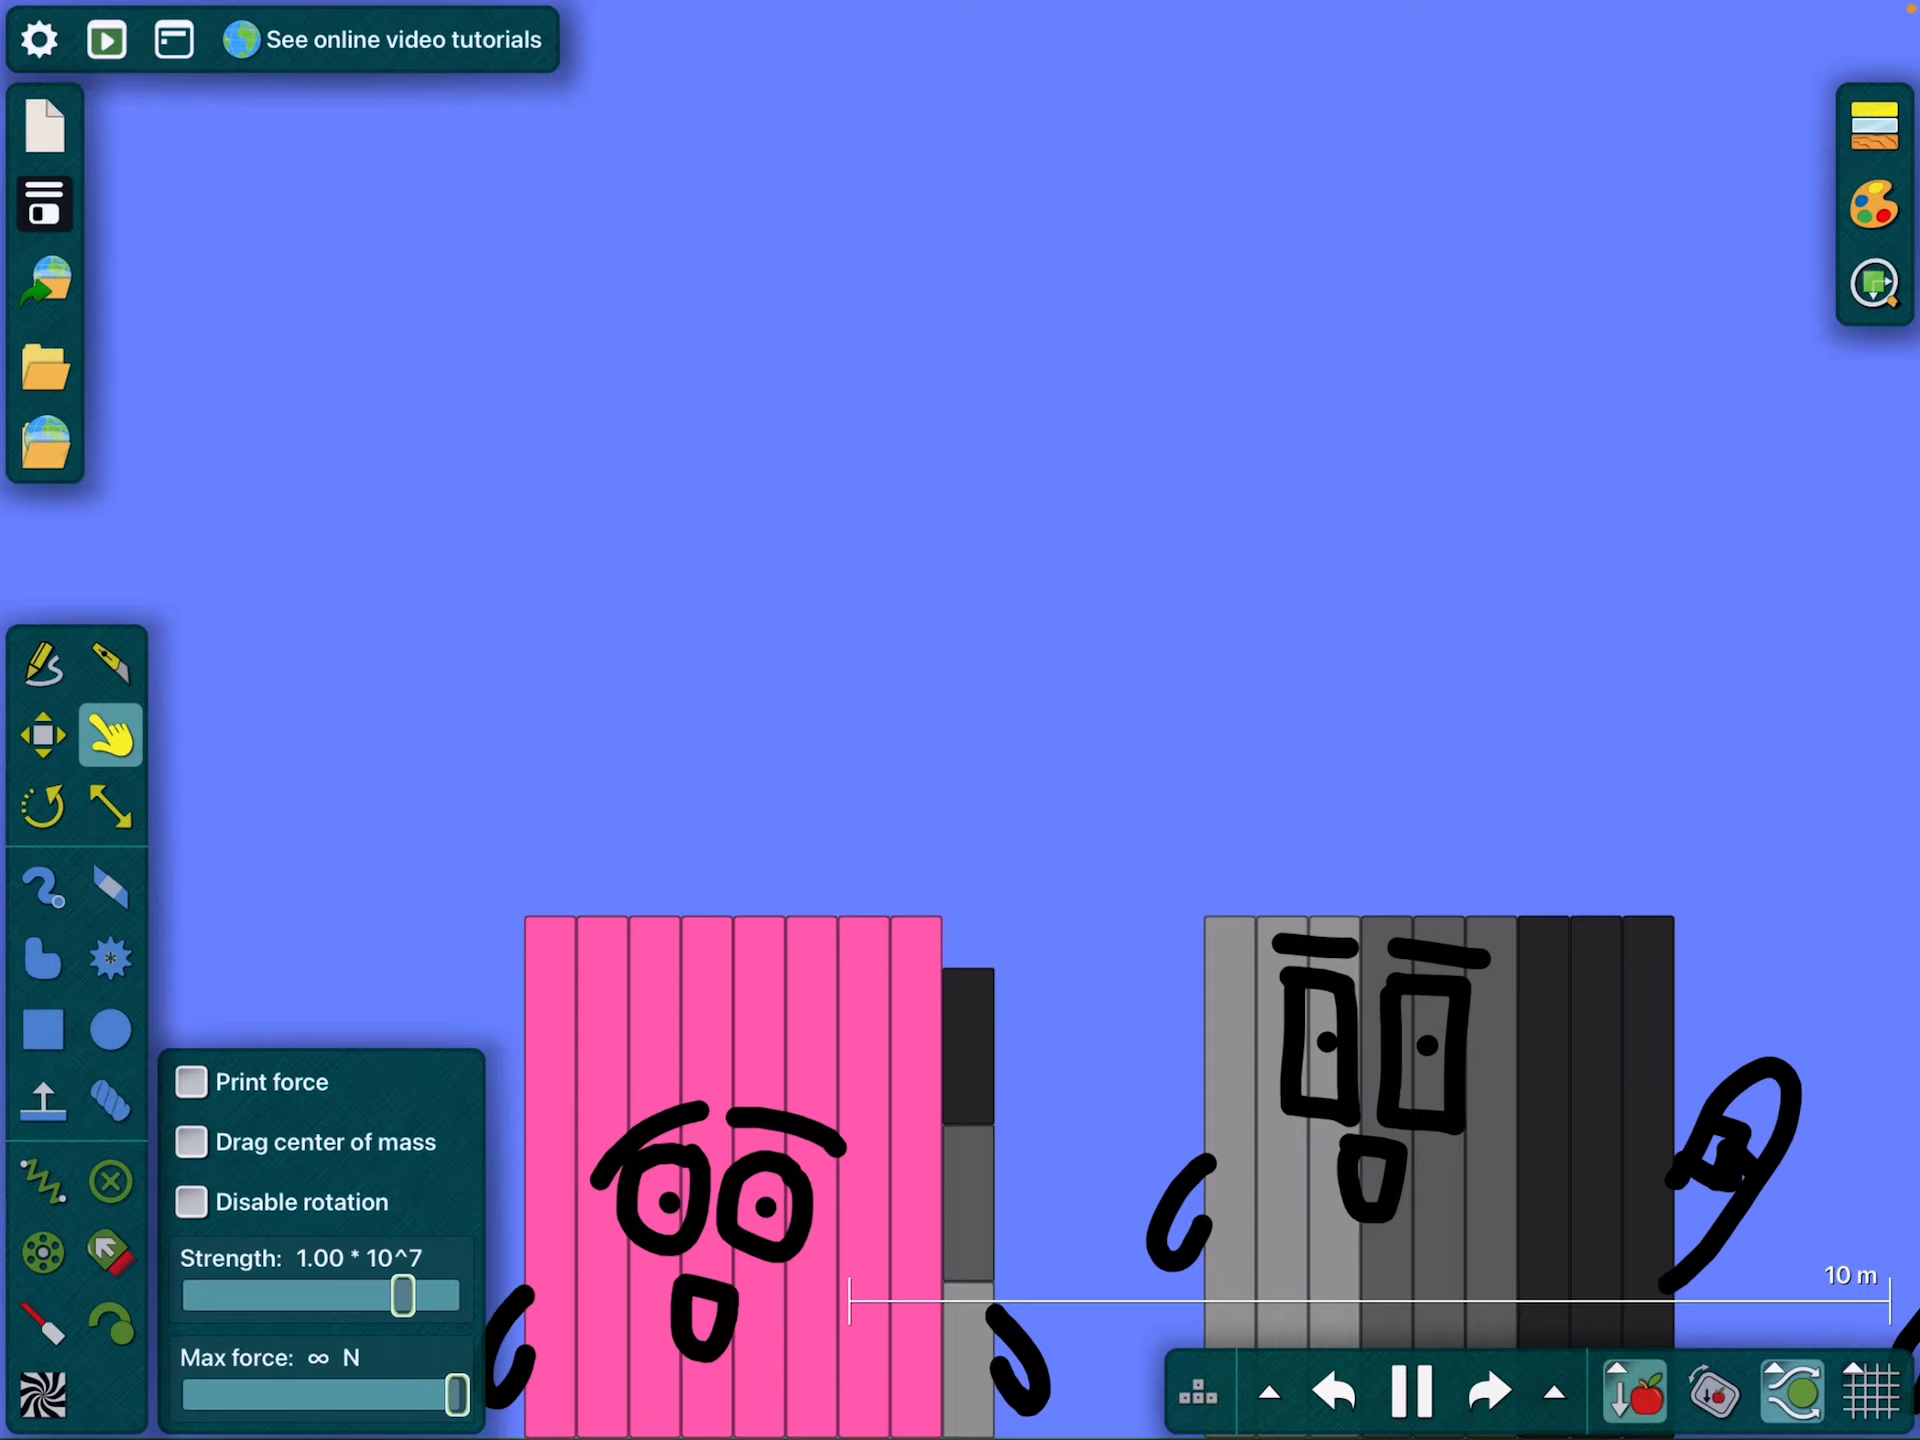 See online video tutorials
Print force
Drag center of mass
Disable rotation
Strength: 1.00 * 10^7
Max force: ∞ N
10 m